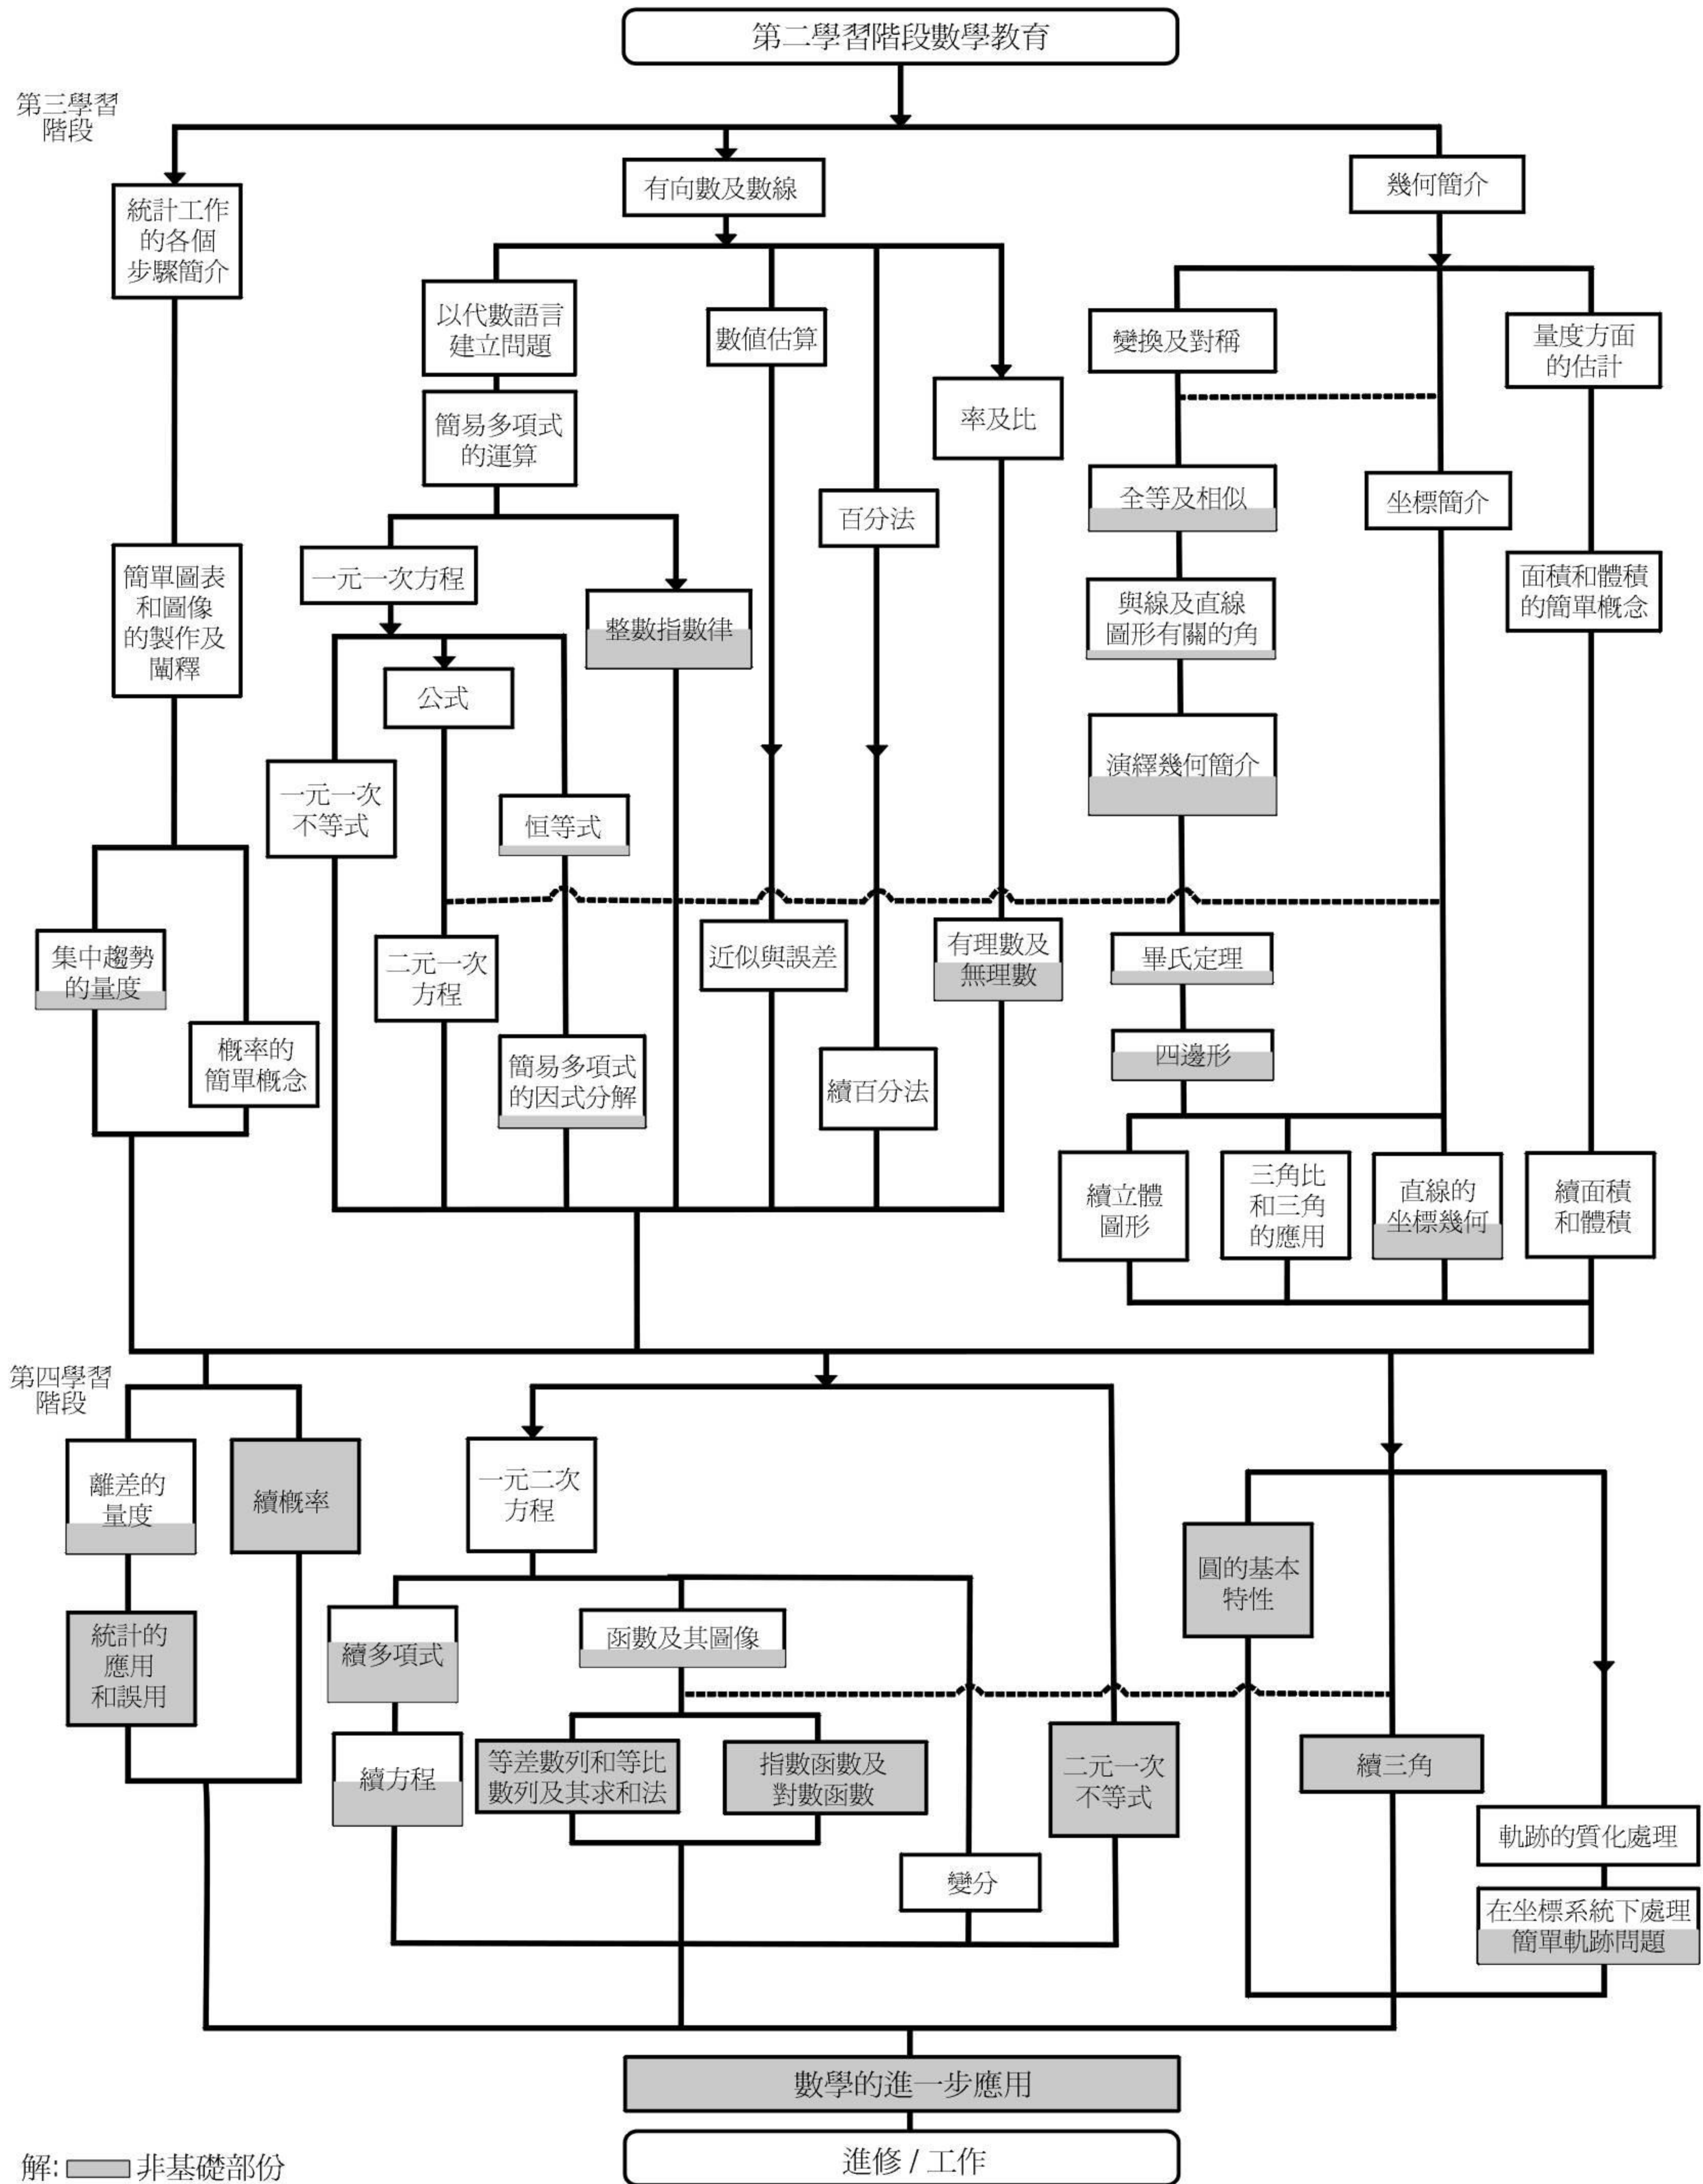 第二學習階段數學教育
第三學習
階段
統計工作
的各個
步驟簡介
有向數及數線
幾何簡介
以代數語言
建立問題
數值估算
變換及對稱
量度方面
的估計
簡易多項式
的運算
率及比
全等及相似
坐標簡介
百分法
簡單圖表
和圖像
的製作及
闡釋
一元一次方程
整數指數律
與線及直線
圖形有關的角
面積和體積
的簡單概念
公式
演繹幾何簡介
一元一次
不等式
恒等式
集中趨勢
的量度
二元一次
方程
近似與誤差
有理數及
無理數
畢氏定理
概率的
簡單概念
簡易多項式
的因式分解
續百分法
四邊形
續立體
圖形
三角比
和三角
的應用
直線的
坐標幾何
續面積
和體積
第四學習
階段
離差的
量度
續概率
一元二次
方程
圓的基本
特性
統計的
應用
和誤用
續多項式
函數及其圖像
續方程
等差數列和等比
數列及其求和法
指數函數及
對數函數
二元一次
不等式
續三角
變分
軌跡的質化處理
在坐標系統下處理
簡單軌跡問題
數學的進一步應用
進修 / 工作
解: 非基礎部份